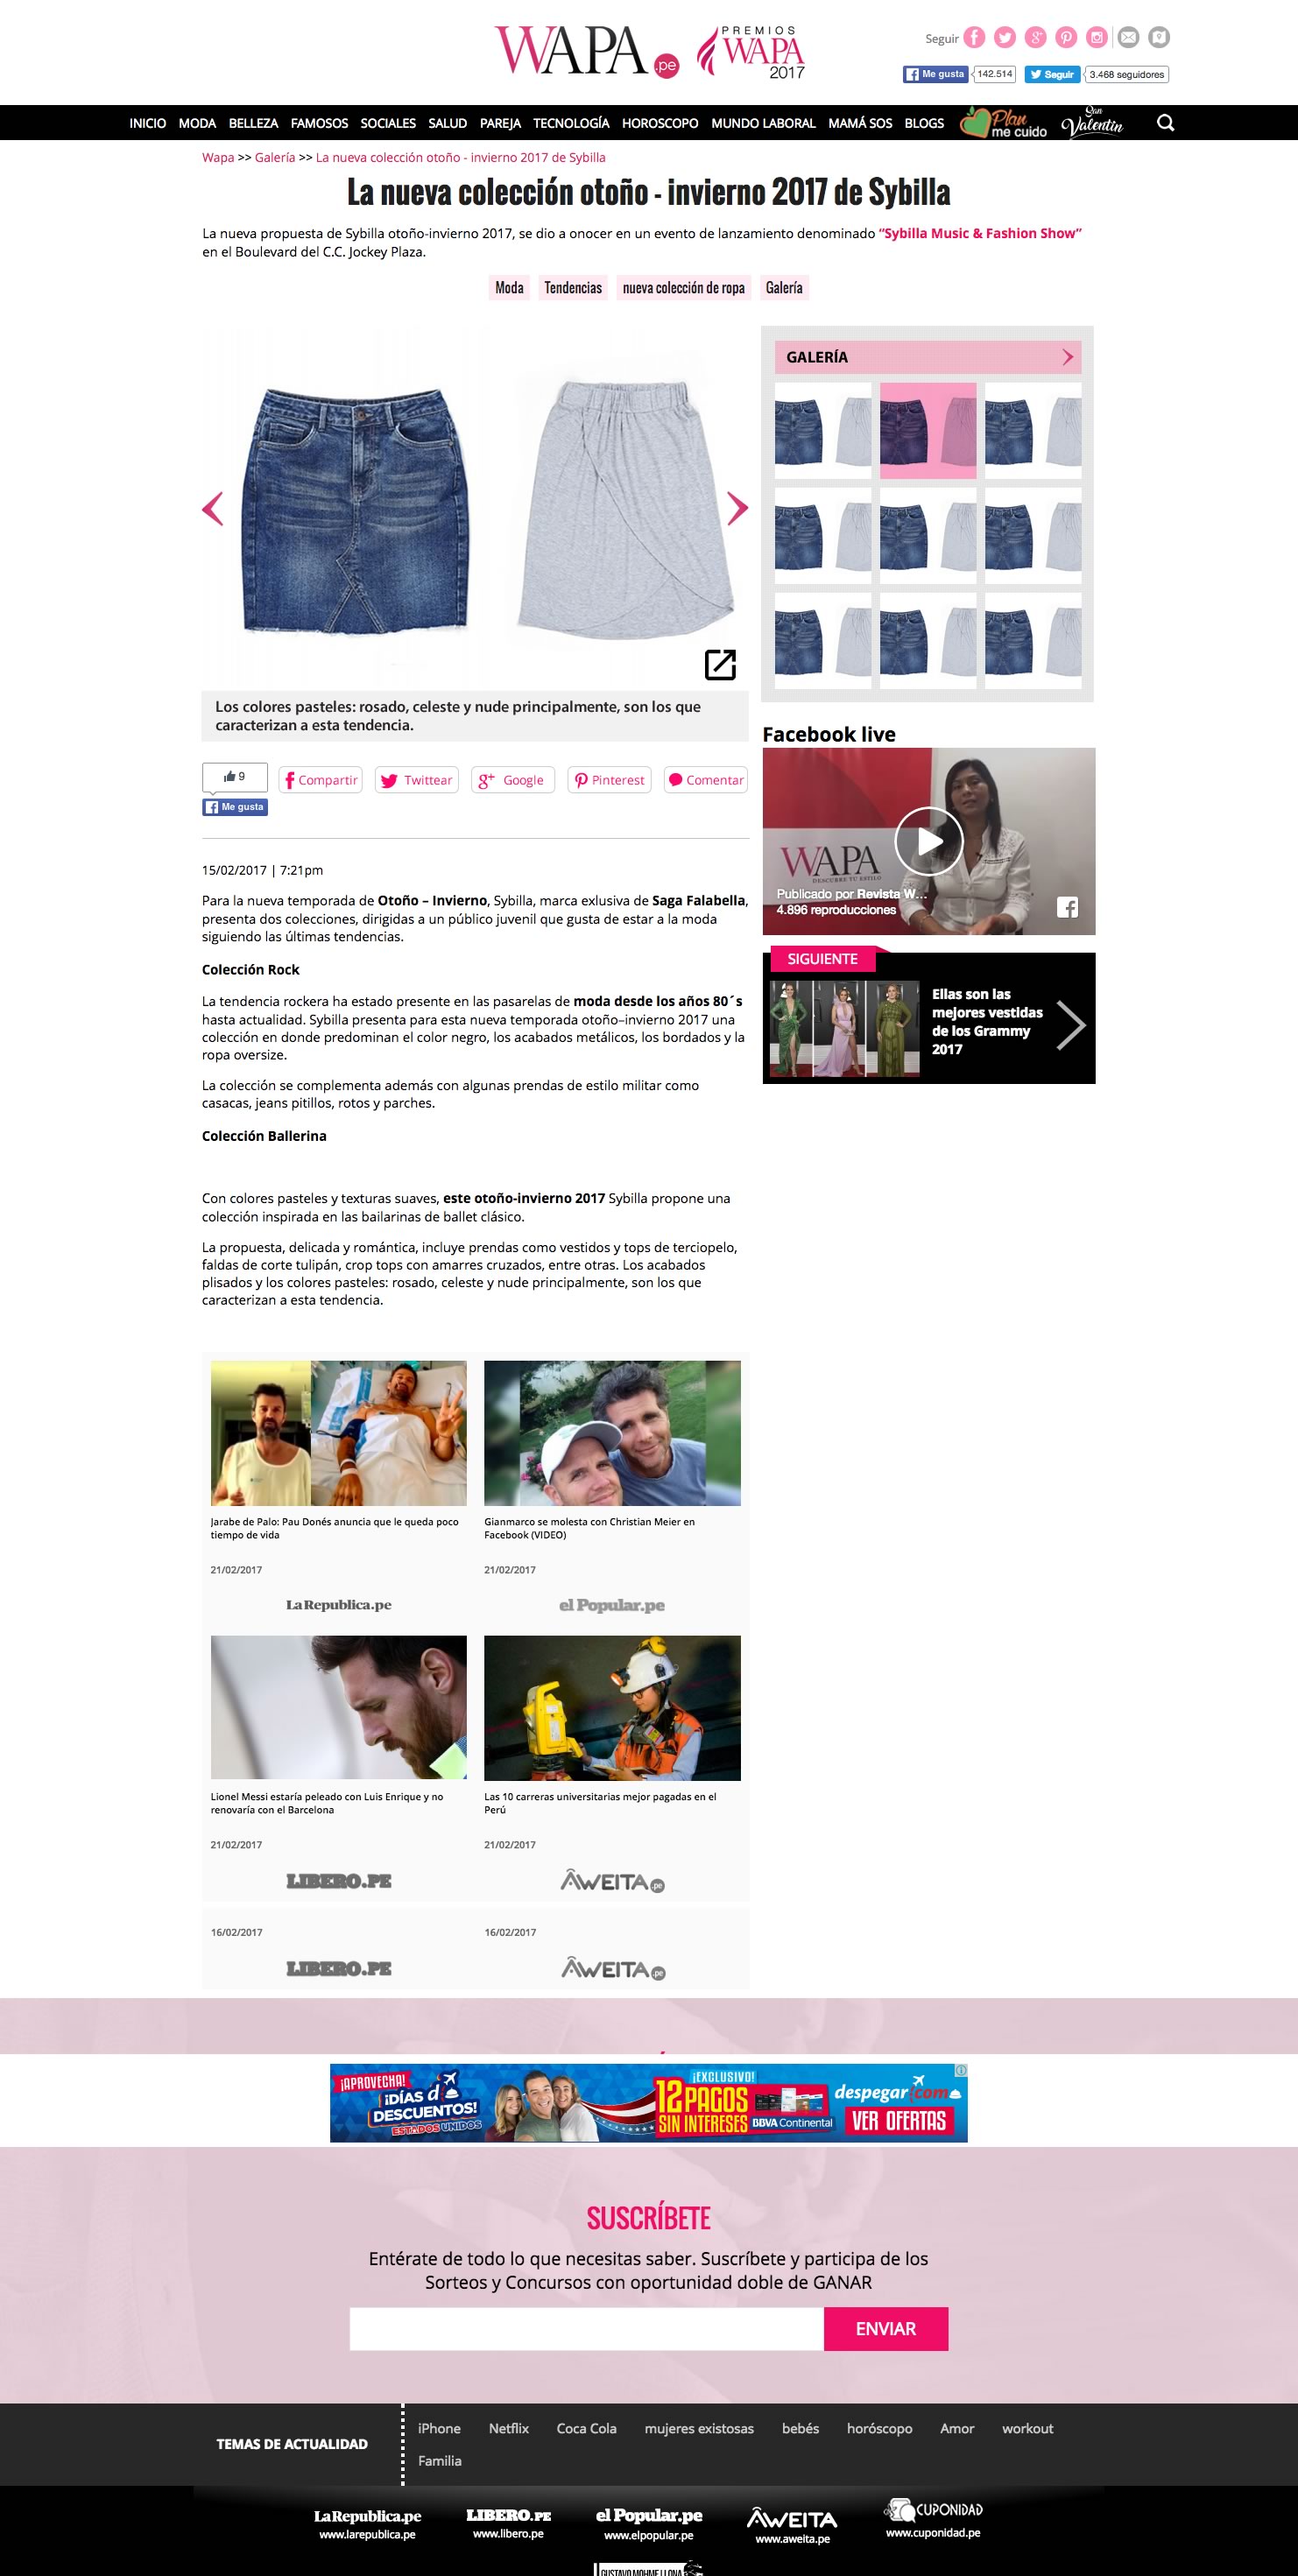 WAPA.pe
PREMIOS
WAPA
2017
Seguir
Me gusta 142.514 Seguir 3.468 seguidores
INICIO MODA BELLEZA FAMOSOS SOCIALES SALUD PAREJA TECNOLOGÍA HOROSCOPO MUNDO LABORAL MAMÁ SOS BLOGS Plan me cuido San Valentín
Wapa >> Galería >> La nueva colección otoño - invierno 2017 de Sybilla
La nueva colección otoño - invierno 2017 de Sybilla
La nueva propuesta de Sybilla otoño-invierno 2017, se dio a onocer en un evento de lanzamiento denominado “Sybilla Music & Fashion Show”
en el Boulevard del C.C. Jockey Plaza.
Moda Tendencias nueva colección de ropa Galería
GALERÍA
Los colores pasteles: rosado, celeste y nude principalmente, son los que
caracterizan a esta tendencia.
9
Me gusta
Compartir Twittear Google Pinterest Comentar
Facebook live
WAPA
DESCUBRE TU ESTILO
Publicado por Revista W...
4.896 reproducciones
SIGUIENTE
Ellas son las
mejores vestidas
de los Grammy
2017
15/02/2017 | 7:21pm
Para la nueva temporada de Otoño – Invierno, Sybilla, marca exlusiva de Saga Falabella,
presenta dos colecciones, dirigidas a un público juvenil que gusta de estar a la moda
siguiendo las últimas tendencias.
Colección Rock
La tendencia rockera ha estado presente en las pasarelas de moda desde los años 80´s
hasta actualidad. Sybilla presenta para esta nueva temporada otoño–invierno 2017 una
colección en donde predominan el color negro, los acabados metálicos, los bordados y la
ropa oversize.
La colección se complementa además con algunas prendas de estilo militar como
casacas, jeans pitillos, rotos y parches.
Colección Ballerina
Con colores pasteles y texturas suaves, este otoño-invierno 2017 Sybilla propone una
colección inspirada en las bailarinas de ballet clásico.
La propuesta, delicada y romántica, incluye prendas como vestidos y tops de terciopelo,
faldas de corte tulipán, crop tops con amarres cruzados, entre otras. Los acabados
plisados y los colores pasteles: rosado, celeste y nude principalmente, son los que
caracterizan a esta tendencia.
Jarabe de Palo: Pau Donés anuncia que le queda poco
tiempo de vida
21/02/2017
LaRepublica.pe
Gianmarco se molesta con Christian Meier en
Facebook (VIDEO)
21/02/2017
el Popular.pe
Lionel Messi estaría peleado con Luis Enrique y no
renovaría con el Barcelona
21/02/2017
LIBERO.PE
Las 10 carreras universitarias mejor pagadas en el
Perú
21/02/2017
AWEITA.pe
16/02/2017 16/02/2017
LIBERO.PE AWEITA.pe
¡APROVECHA!
¡DÍAS de
DESCUENTOS!
ESTADOS UNIDOS
¡EXCLUSIVO!
12 PAGOS
SIN INTERESES
BBVA Continental
despegar.com
VER OFERTAS
SUSCRÍBETE
Entérate de todo lo que necesitas saber. Suscríbete y participa de los
Sorteos y Concursos con oportunidad doble de GANAR
ENVIAR
TEMAS DE ACTUALIDAD
iPhone Netflix Coca Cola mujeres existosas bebés horóscopo Amor workout
Familia
LaRepublica.pe LIBERO.PE el Popular.pe AWEITA CUPONIDAD
www.larepublica.pe www.libero.pe www.elpopular.pe www.aweita.pe www.cuponidad.pe
GUSTAVO MOHME LLONA